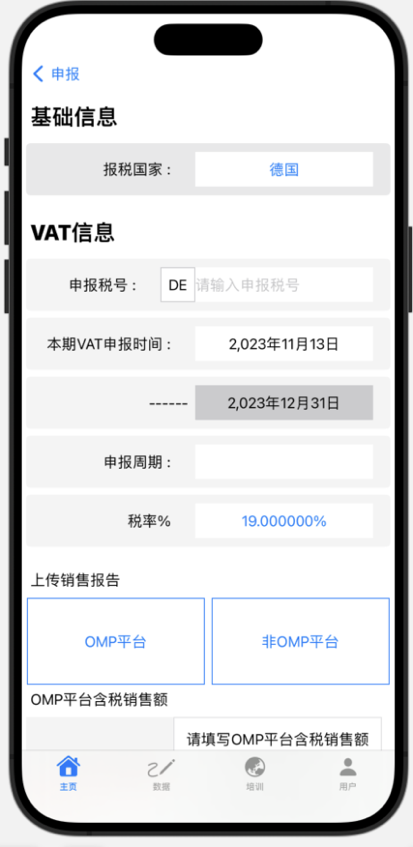 申报
基础信息
报税国家： 德国
VAT信息
申报税号： DE 请输入申报税号
本期VAT申报时间： 2,023年11月13日
------ 2,023年12月31日
申报周期：
税率% 19.000000%
上传销售报告
OMP平台 非OMP平台
OMP平台含税销售额
请填写OMP平台含税销售额
主页 数据 培训 用户